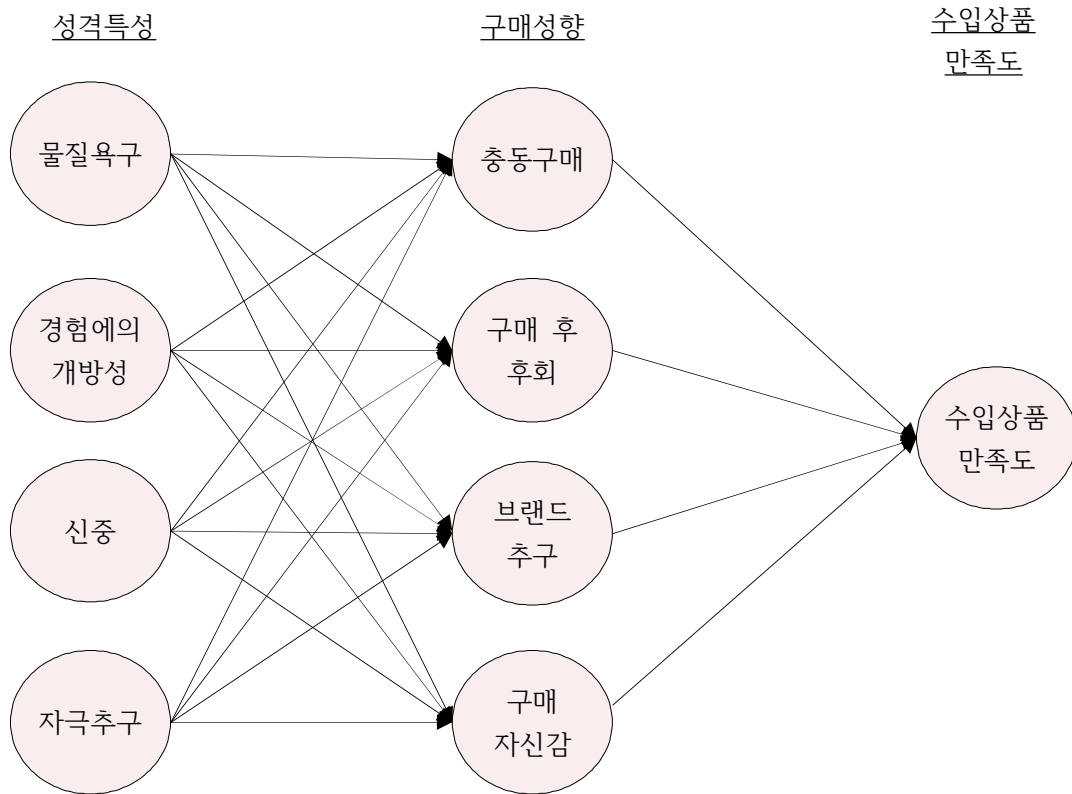 성격특성
구매성향
수입상품
만족도
물질욕구
충동구매
경험에의
개방성
구매 후
후회
수입상품
만족도
신중
브랜드
추구
자극추구
구매
자신감